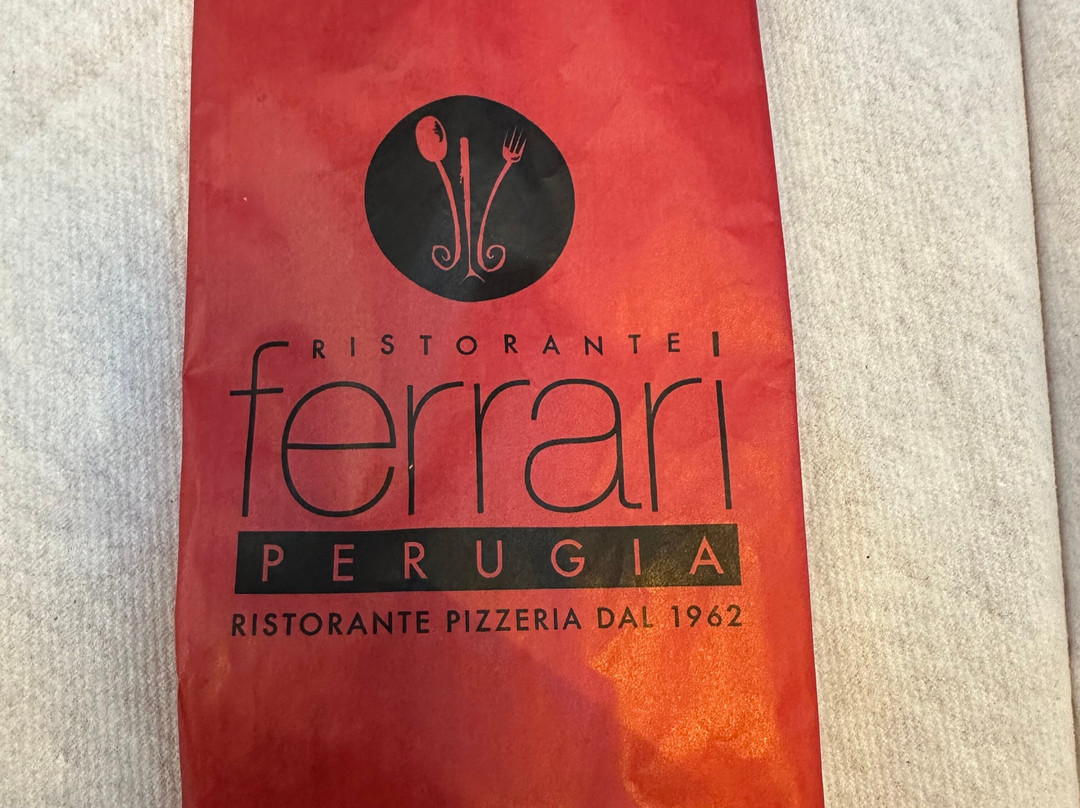 RISTORANTE
ferrari
PERUGIA
RISTORANTE PIZZERIA DAL 1962